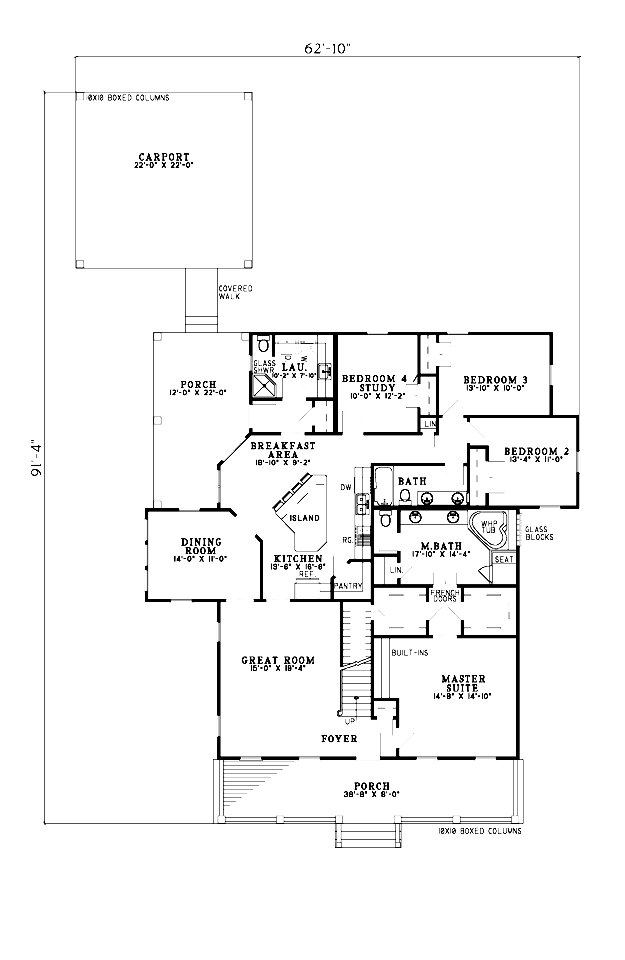 62'-10"
10X10 BOXED COLUMNS
CARPORT
22'-0" X 22'-0"
COVERED
WALK
91'-4"
PORCH
12'-0" X 22'-0"
GLASS
SHWR
LAU.
10'-2" X 7'-10"
BEDROOM 4
STUDY
10'-0" X 12'-2"
BEDROOM 3
13'-10" X 10'-0"
LIN
BREAKFAST
AREA
18'-10" X 9'-2"
BEDROOM 2
13'-4" X 11'-0"
DW
BATH
ISLAND
WHP
TUB
GLASS
BLOCKS
DINING
ROOM
14'-0" X 11'-0"
RG.
M.BATH
17'-10" X 14'-4"
KITCHEN
13'-6" X 16'-6"
REF.
SEAT
LIN.
PANTRY
FRENCH
DOORS
GREAT ROOM
15'-0" X 18'-4"
BUILT-INS
MASTER
SUITE
14'-8" X 14'-10"
UP
FOYER
PORCH
38'-8" X 8'-0"
10X10 BOXED COLUMNS